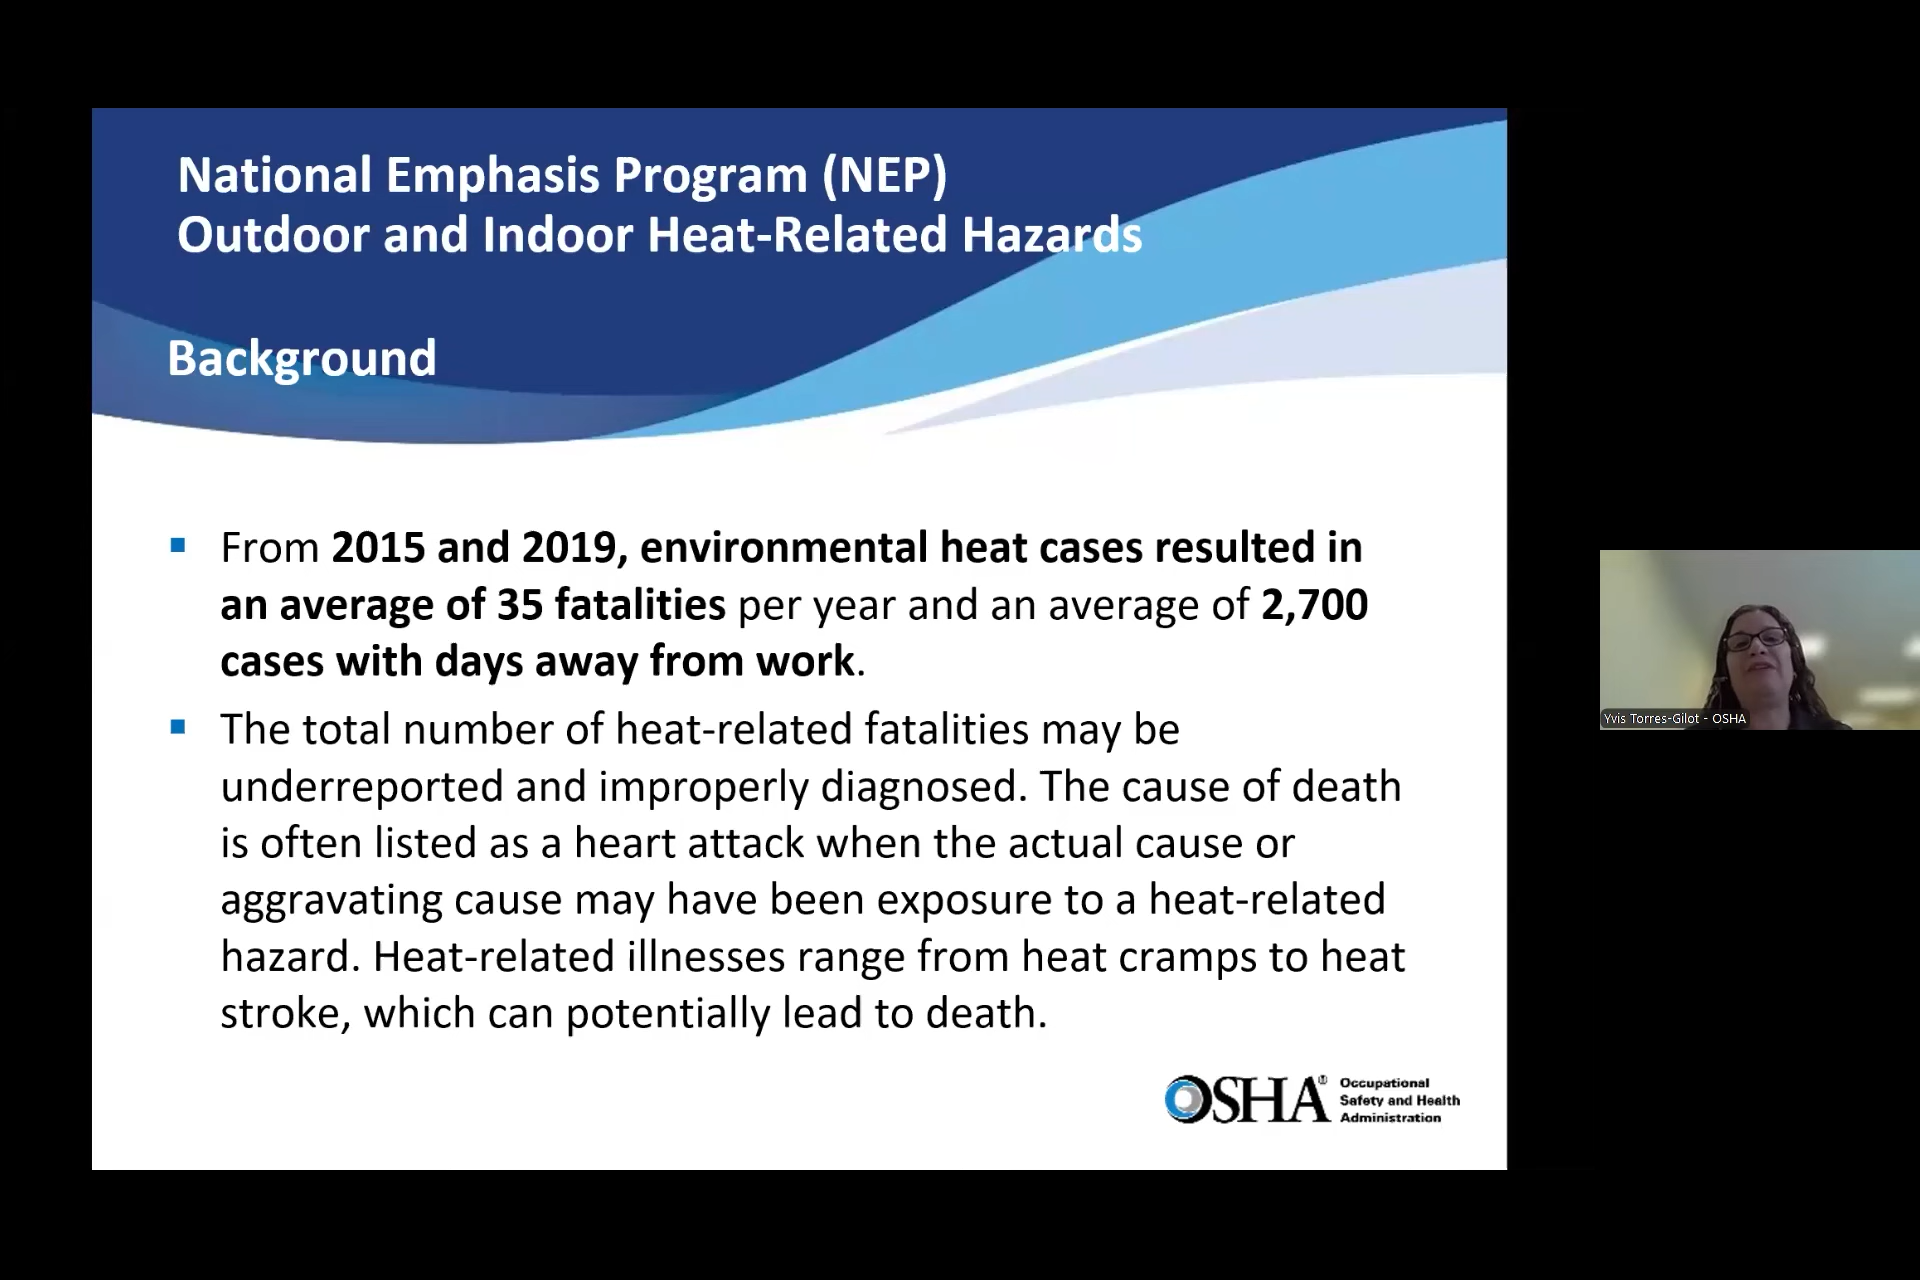 National Emphasis Program (NEP)
Outdoor and Indoor Heat-Related Hazards
Background
▪ From 2015 and 2019, environmental heat cases resulted in
an average of 35 fatalities per year and an average of 2,700
cases with days away from work.
▪ The total number of heat-related fatalities may be
underreported and improperly diagnosed. The cause of death
is often listed as a heart attack when the actual cause or
aggravating cause may have been exposure to a heat-related
hazard. Heat-related illnesses range from heat cramps to heat
stroke, which can potentially lead to death.
OSHA®
Occupational
Safety and Health
Administration
Yvis Torres-Gilot - OSHA